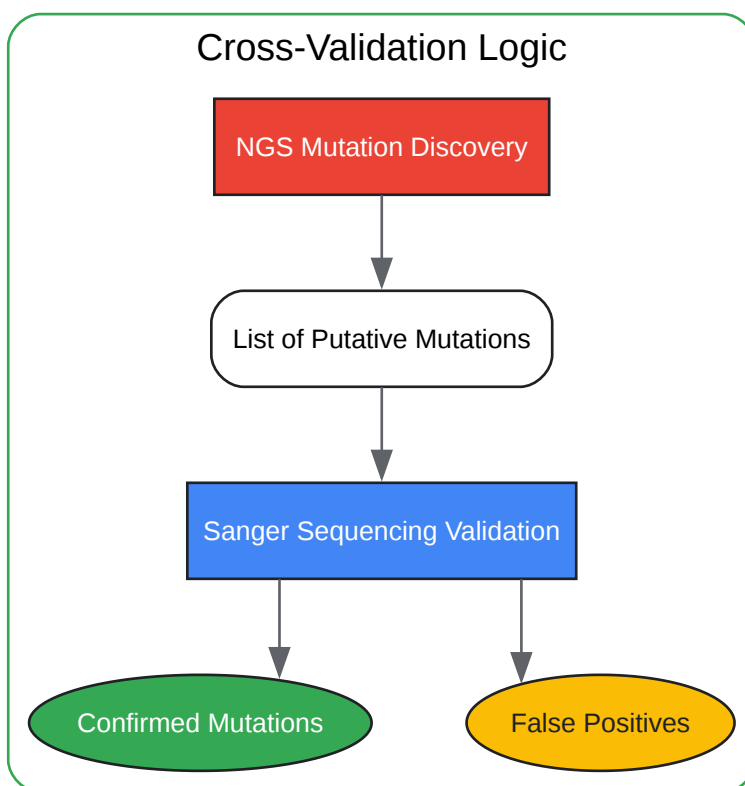 Cross-Validation Logic
NGS Mutation Discovery
List of Putative Mutations
Sanger Sequencing Validation
Confirmed Mutations
False Positives